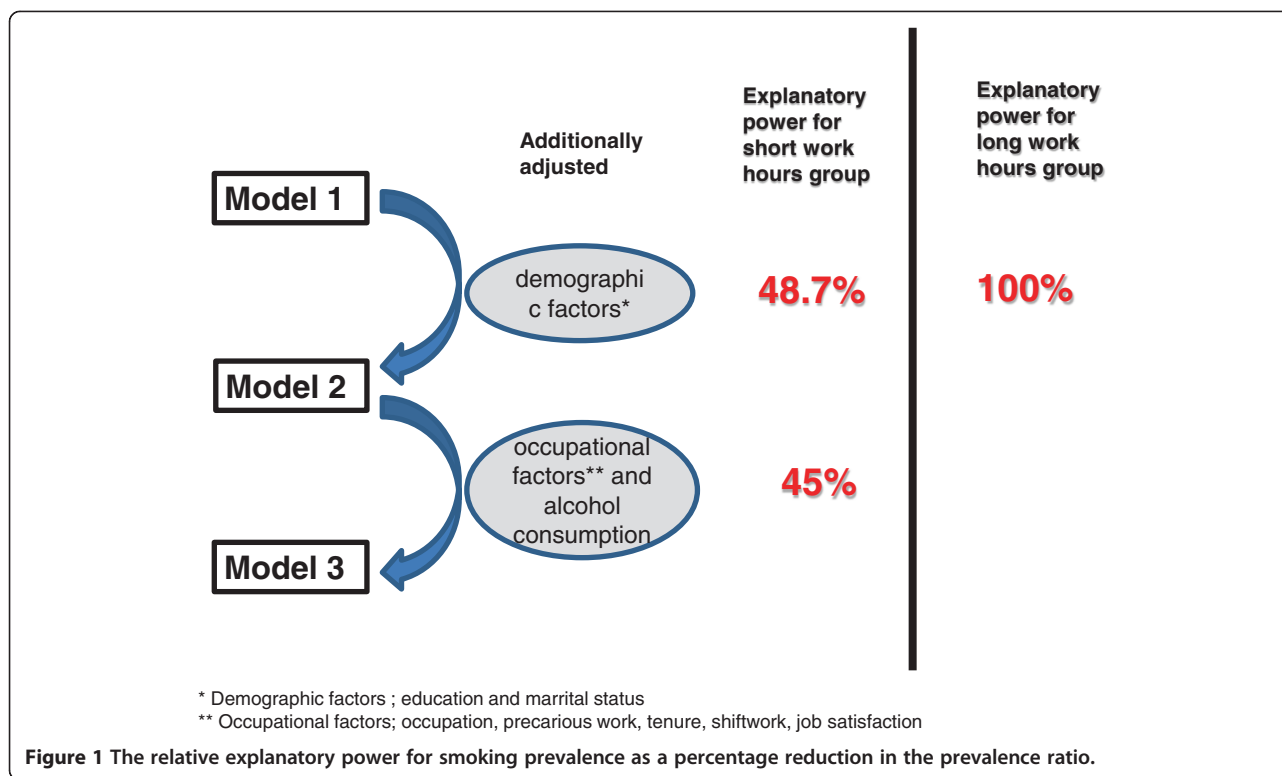 Explanatory
power for
short work
hours group
Explanatory
power for
long work
hours group
Additionally
adjusted
Model 1
demographi
c factors*
48.7%
100%
Model 2
occupational
factors** and
alcohol
consumption
45%
Model 3
* Demographic factors ; education and marrital status
** Occupational factors; occupation, precarious work, tenure, shiftwork, job satisfaction
Figure 1 The relative explanatory power for smoking prevalence as a percentage reduction in the prevalence ratio.